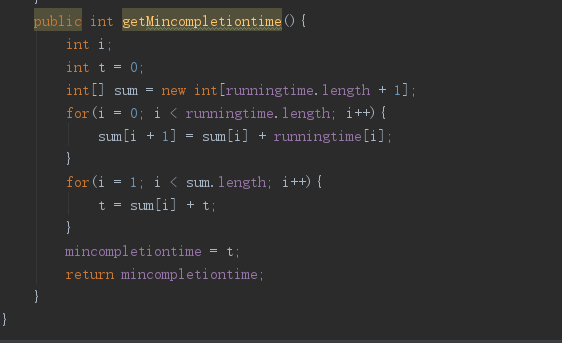 }
public int getMincompletiontime(){
int i;
int t = 0;
int[] sum = new int[runningtime.length + 1];
for(i = 0; i < runningtime.length; i++){
sum[i + 1] = sum[i] + runningtime[i];
}
for(i = 1; i < sum.length; i++){
t = sum[i] + t;
}
mincompletiontime = t;
return mincompletiontime;
}
}